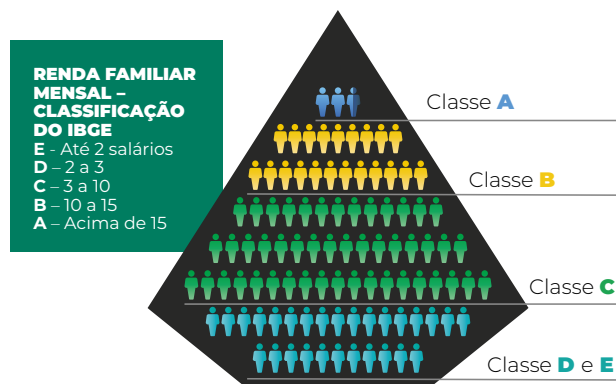 RENDA FAMILIAR
MENSAL –
CLASSIFICAÇÃO
DO IBGE
E - Até 2 salários
D – 2 a 3
C – 3 a 10
B – 10 a 15
A – Acima de 15
Classe A
Classe B
Classe C
Classe D e E